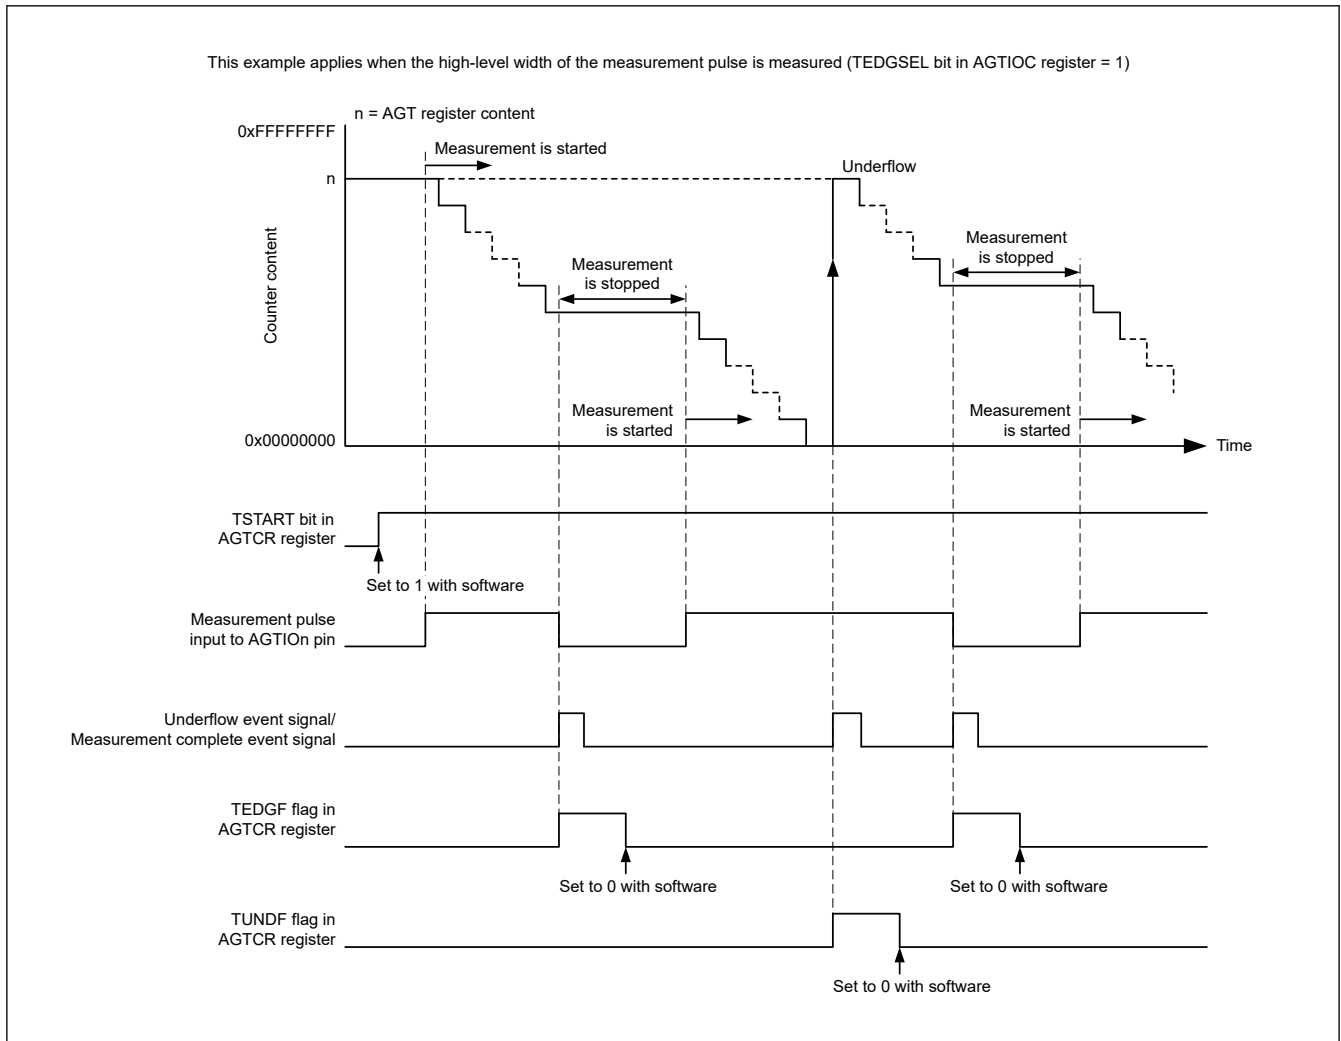 This example applies when the high-level width of the measurement pulse is measured (TEDGSEL bit in AGTIOC register = 1)
n = AGT register content
0xFFFFFFFF
Measurement is started
Underflow
n
Measurement
is stopped
Measurement
is stopped
Counter content
Measurement
is started
Measurement
is started
0x00000000
Time
TSTART bit in
AGTCR register
Set to 1 with software
Measurement pulse
input to AGTIOn pin
Underflow event signal/
Measurement complete event signal
TEDGF flag in
AGTCR register
Set to 0 with software
Set to 0 with software
TUNDF flag in
AGTCR register
Set to 0 with software